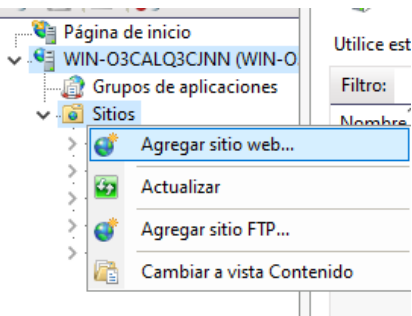 Página de inicio
WIN-O3CALQ3CJNN (WIN-O
Grupos de aplicaciones
Sitios
Utilice est
Filtro:
Nombre
Agregar sitio web...
Actualizar
Agregar sitio FTP...
Cambiar a vista Contenido